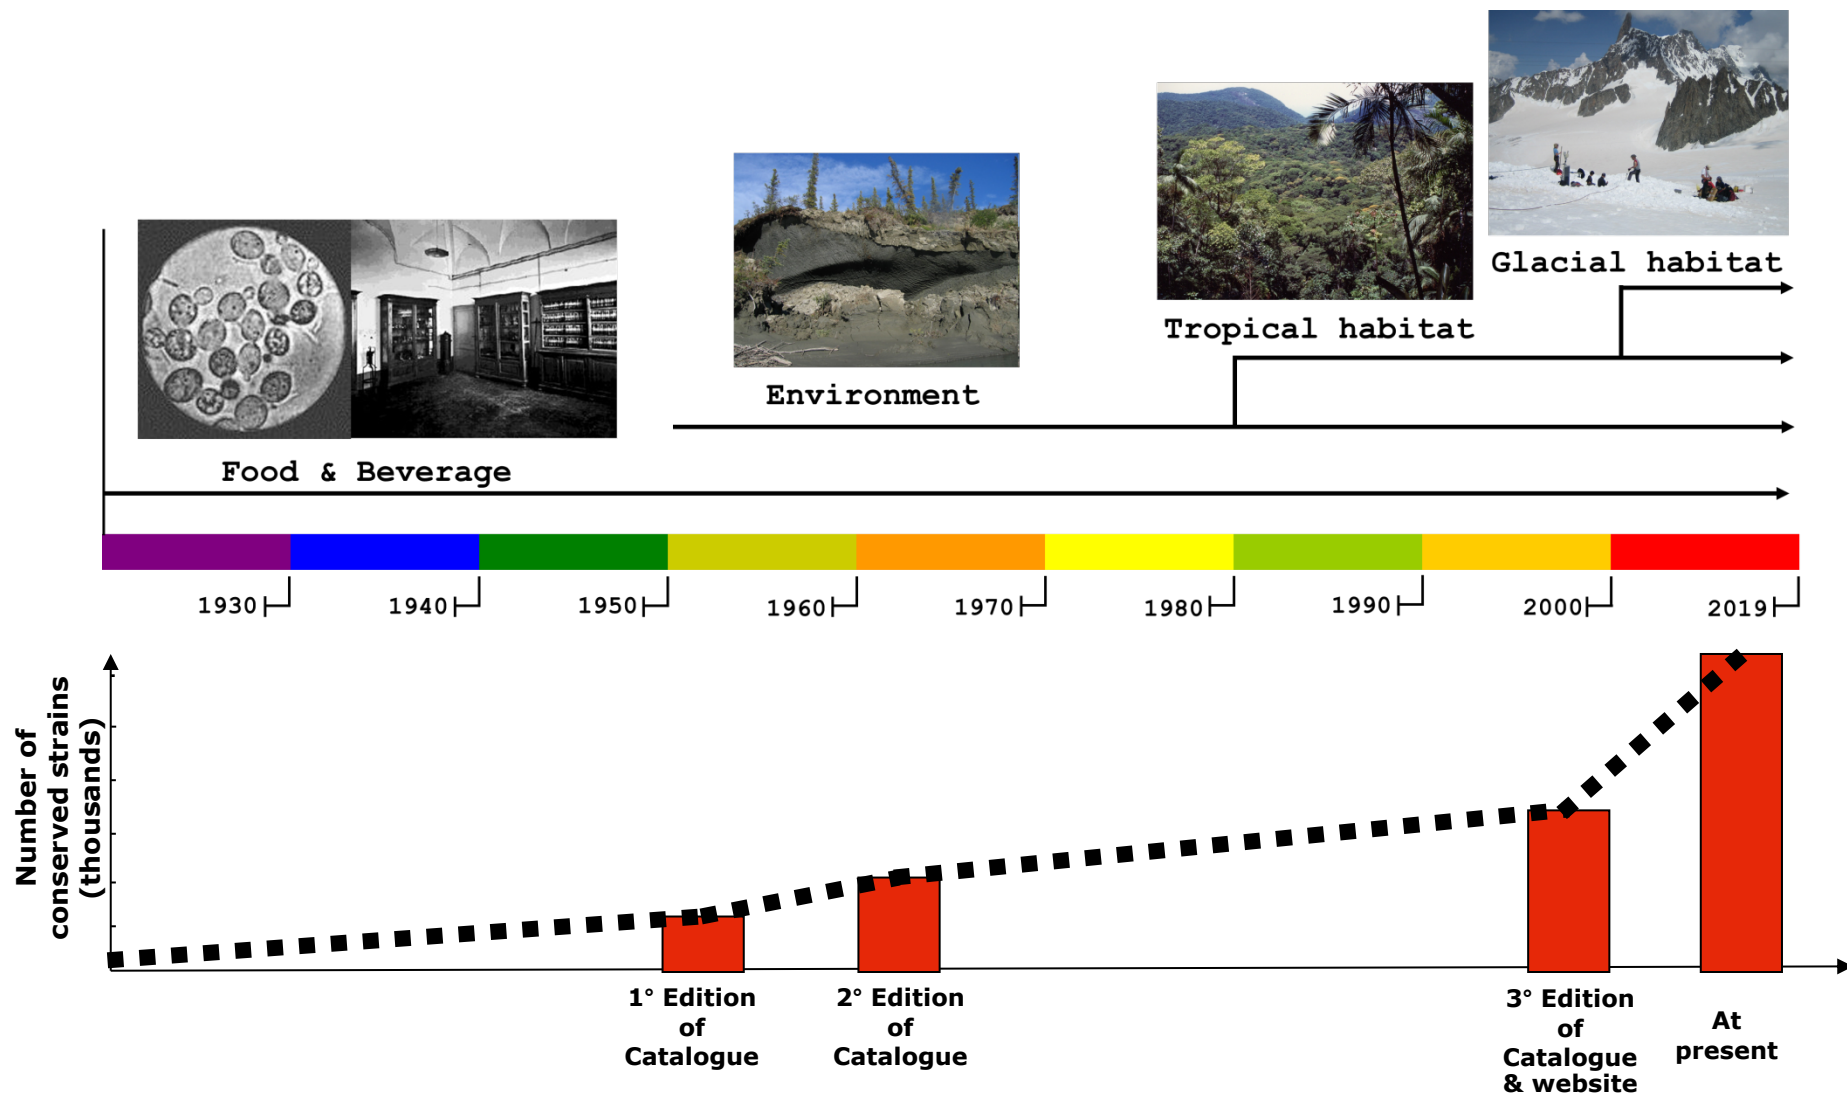 Glacial habitat
Tropical habitat
Environment
Food & Beverage
1930
1940
1950
1960
1970
1980
1990
2000
2019
Number of
conserved strains
(thousands)
1° Edition
of
Catalogue
2° Edition
of
Catalogue
3° Edition
of
Catalogue
& website
At
present